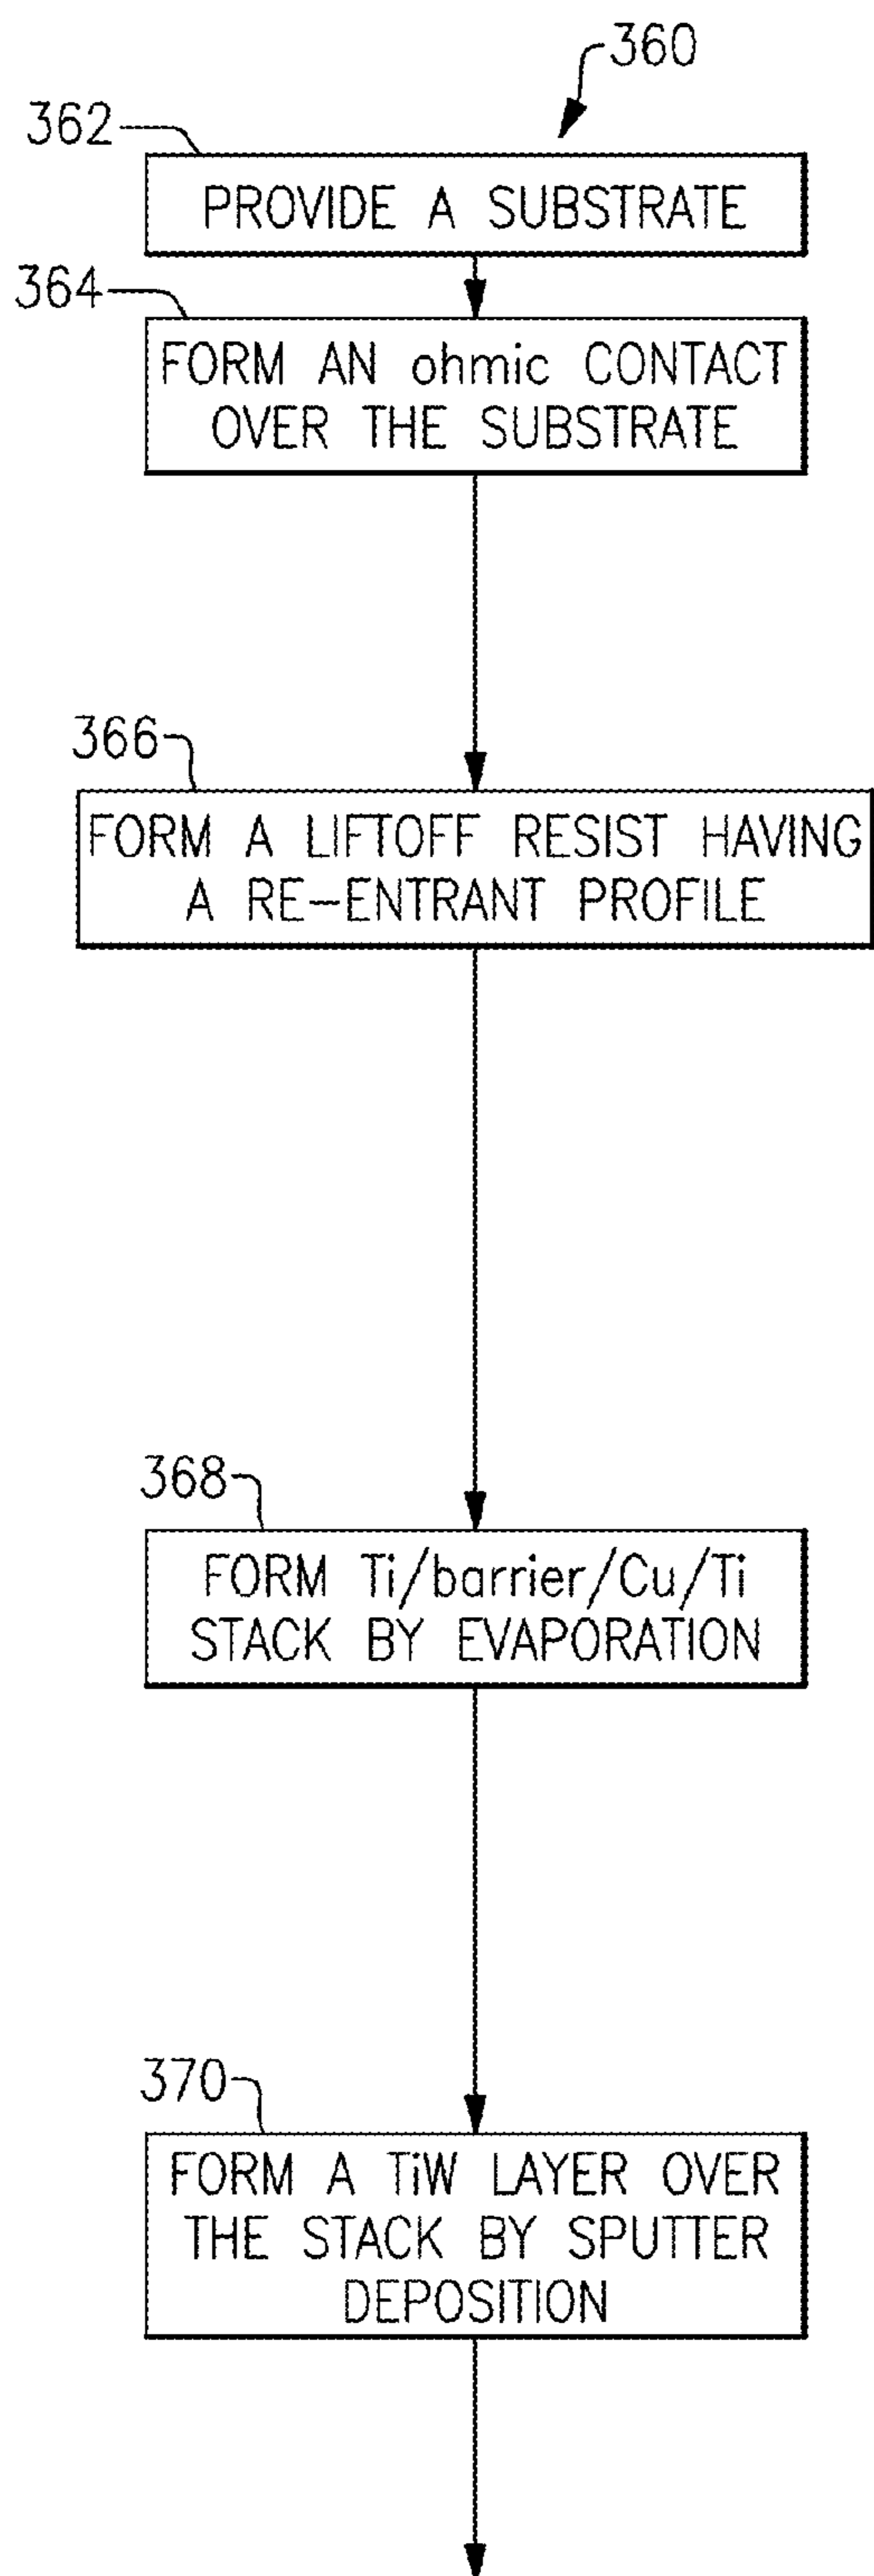 360
362
PROVIDE A SUBSTRATE
364
FORM AN ohmic CONTACT
OVER THE SUBSTRATE
366
FORM A LIFTOFF RESIST HAVING
A RE-ENTRANT PROFILE
368
FORM Ti/barrier/Cu/Ti
STACK BY EVAPORATION
370
FORM A TiW LAYER OVER
THE STACK BY SPUTTER
DEPOSITION